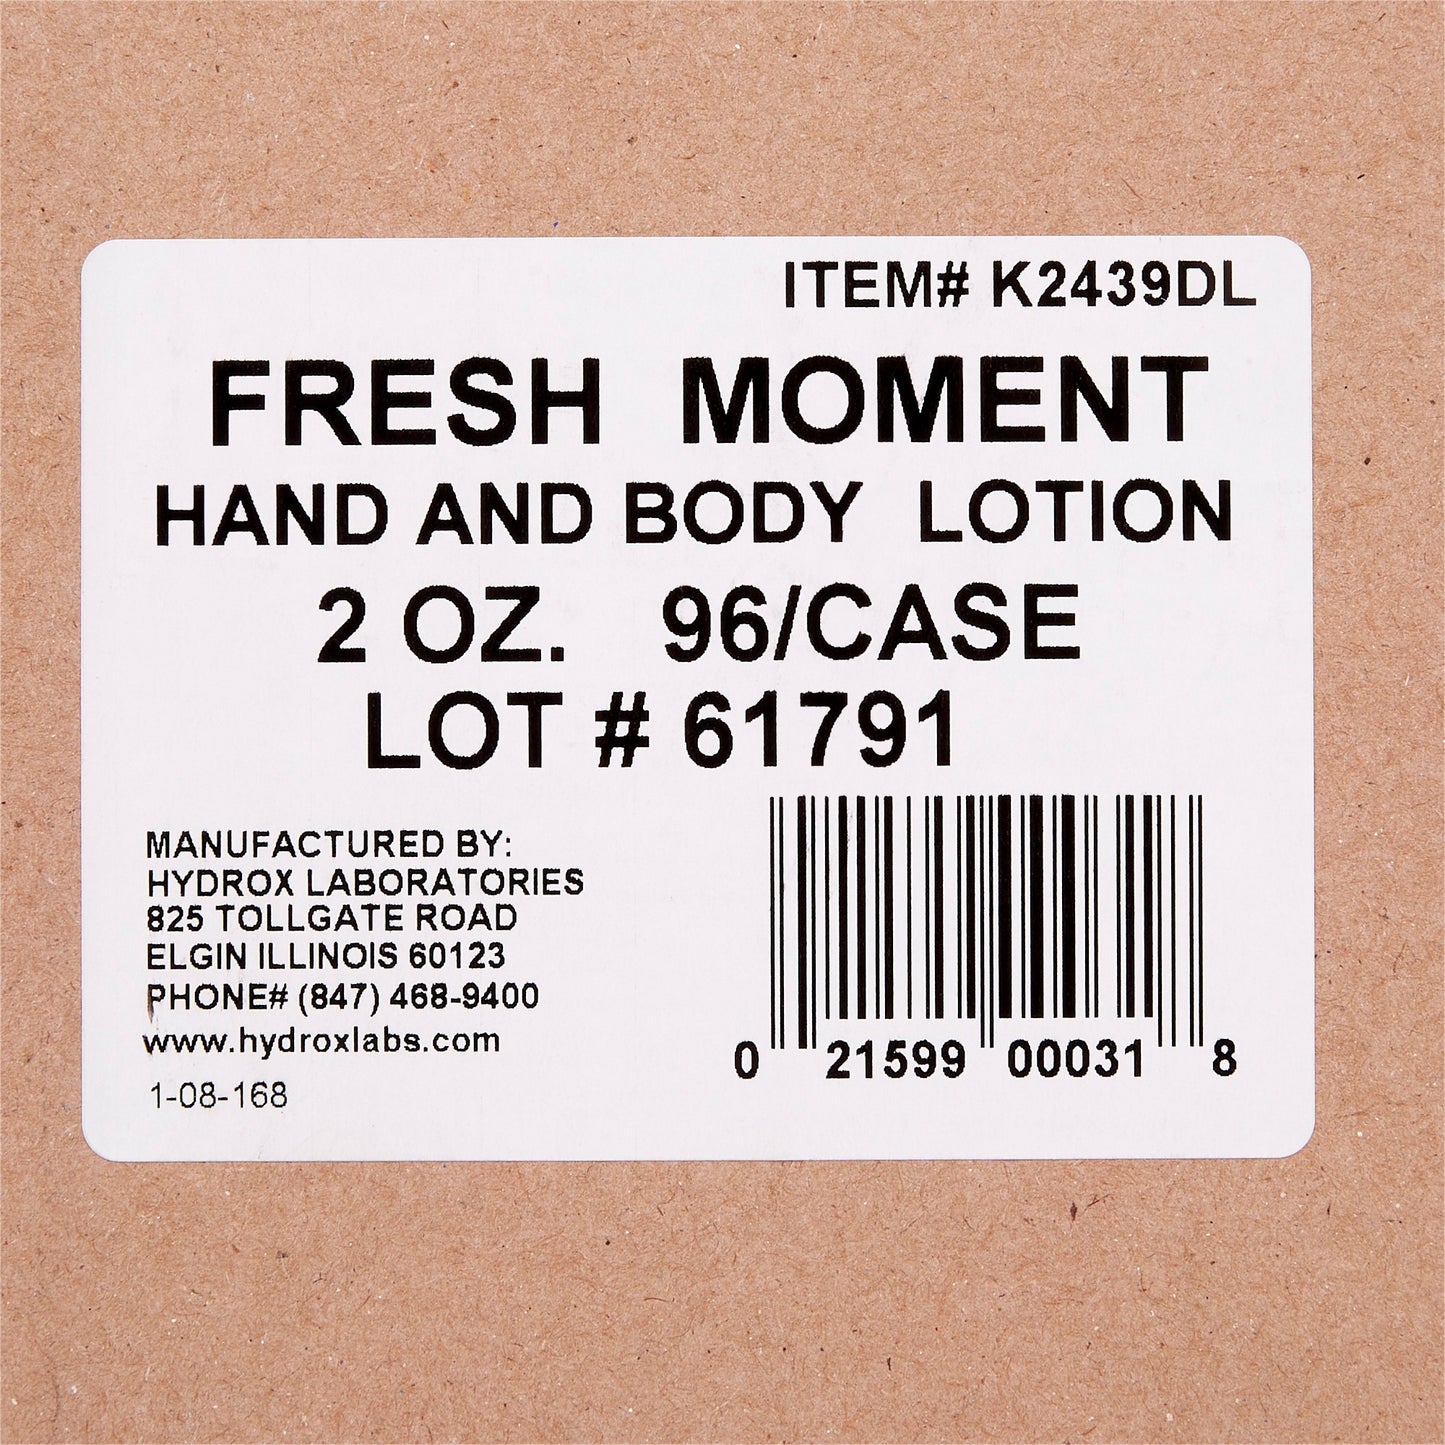 ITEM# K2439DL
FRESH MOMENT
HAND AND BODY LOTION
2 OZ. 96/CASE
LOT # 61791
MANUFACTURED BY:
HYDROX LABORATORIES
825 TOLLGATE ROAD
ELGIN ILLINOIS 60123
PHONE# (847) 468-9400
www.hydroxlabs.com
1-08-168
0 21599 00031 8